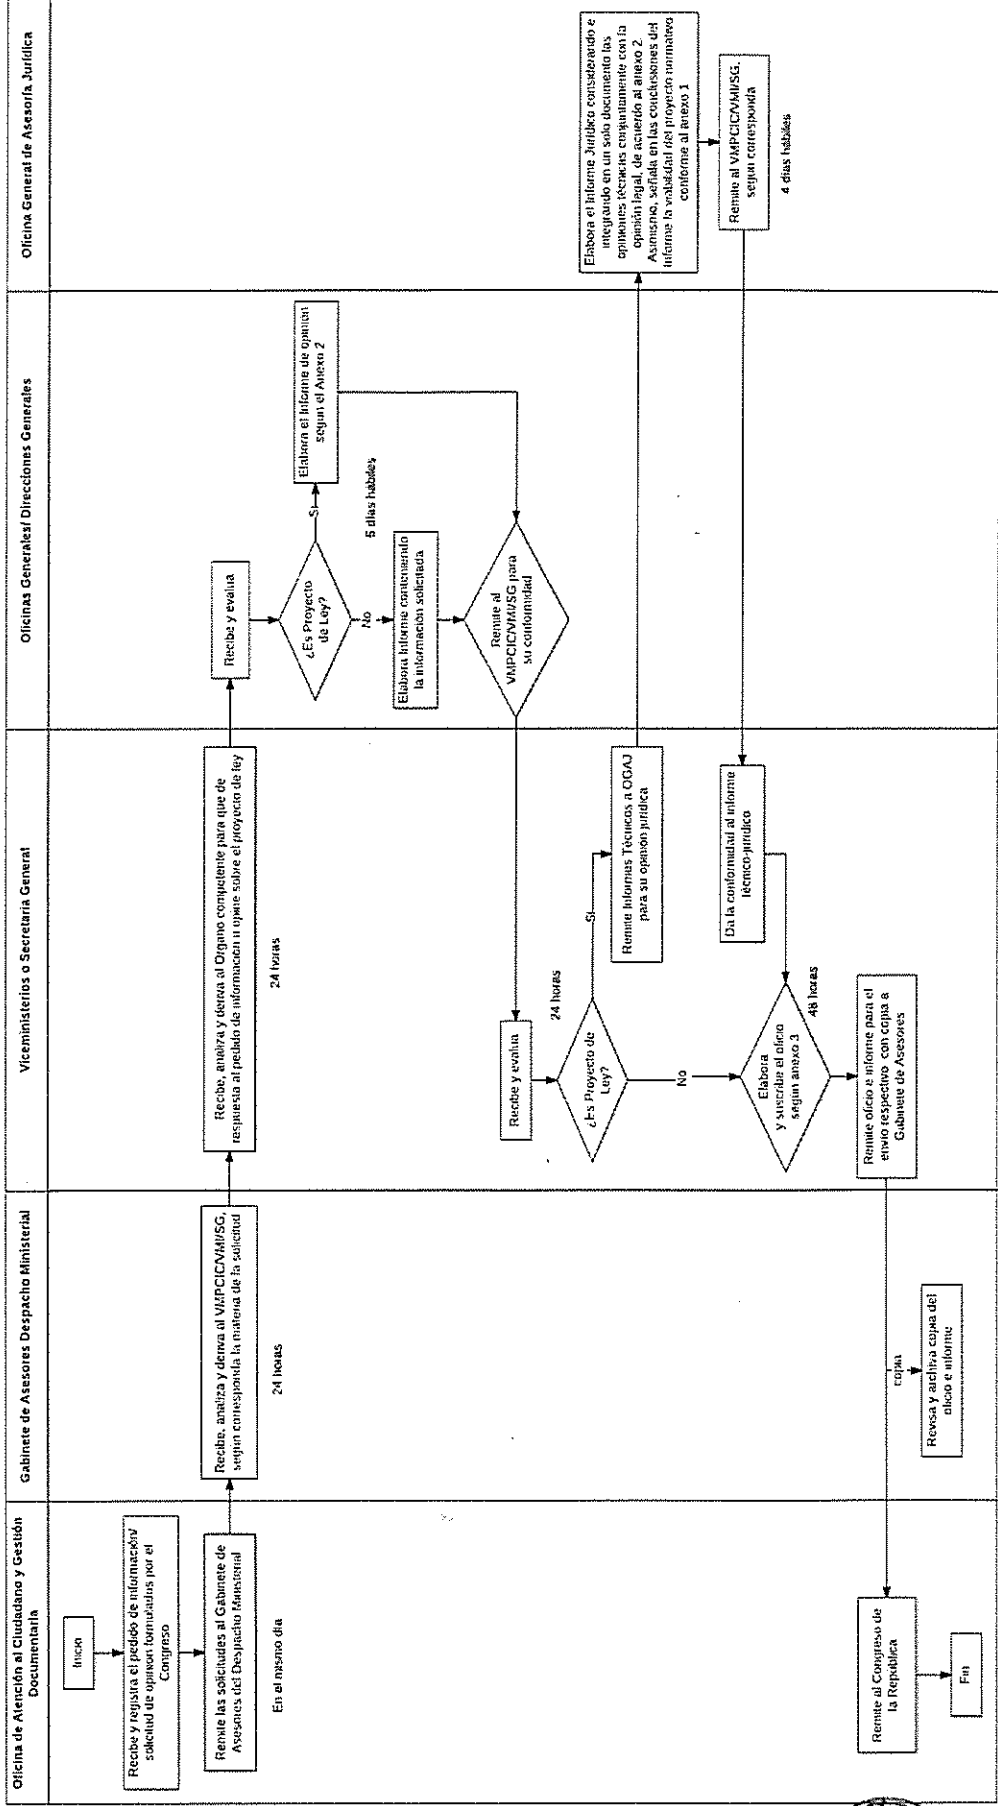 Oficina de Atención al Ciudadano y Gestión
Documentaria
Gabinete de Asesores Despacho Ministerial
Viceministerios o Secretaría General
Oficinas Generales/ Direcciones Generales
Oficina General de Asesoría Jurídica
Inicio
Recibe y registra el pedido de información/
solicitud de opinión formulados por el
Congreso
Remite las solicitudes al Gabinete de
Asesores del Despacho Ministerial
En el mismo día
Recibe, analiza y deriva al VMPCIC/VMI/SG,
según corresponda la materia de la solicitud
24 horas
Recibe, analiza y deriva al Organo competente para que de
respuesta al pedido de información u opine sobre el proyecto de ley
24 horas
Recibe y evalua
¿Es Proyecto
de Ley?
SI
Elabora el Informe de opinión
según el Anexo 2
No
5 días hábiles
Elabora Informe conteniendo
la información solicitada
Remite al
VMPCIC/VMI/SG para
su conformidad
Recibe y evalua
24 horas
¿Es Proyecto de
Ley?
SI
Remite Informes Técnicos a OGAJ
para su opinión jurídica
Elabora el Informe Jurídico considerando e
integrando en un solo documento las
opiniones técnicas conjuntamente con la
opinión legal, de acuerdo al anexo 2.
Asimismo, señala en las conclusiones del
Informe la viabilidad del proyecto normativo
conforme al anexo 1
Remite al VMPCIC/VMI/SG,
según corresponda
4 días hábiles
Da la conformidad al informe
técnico-jurídico
No
Elabora
y suscribe el oficio
según anexo 3
48 horas
Remite oficio e informe para el
envío respectivo con copia a
Gabinete de Asesores
copia
Revisa y archiva copia del
oficio e informe
Remite al Congreso de
la República
Fin